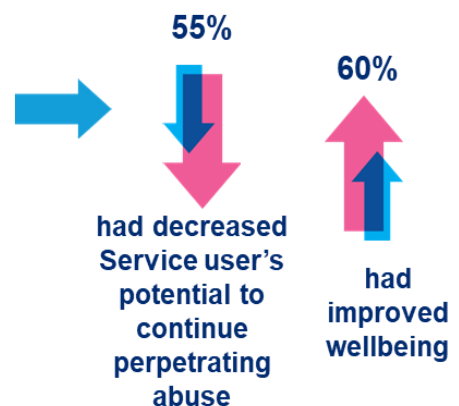 55%
had decreased
Service user's
potential to
continue
perpetrating
abuse
60%
had
improved
wellbeing